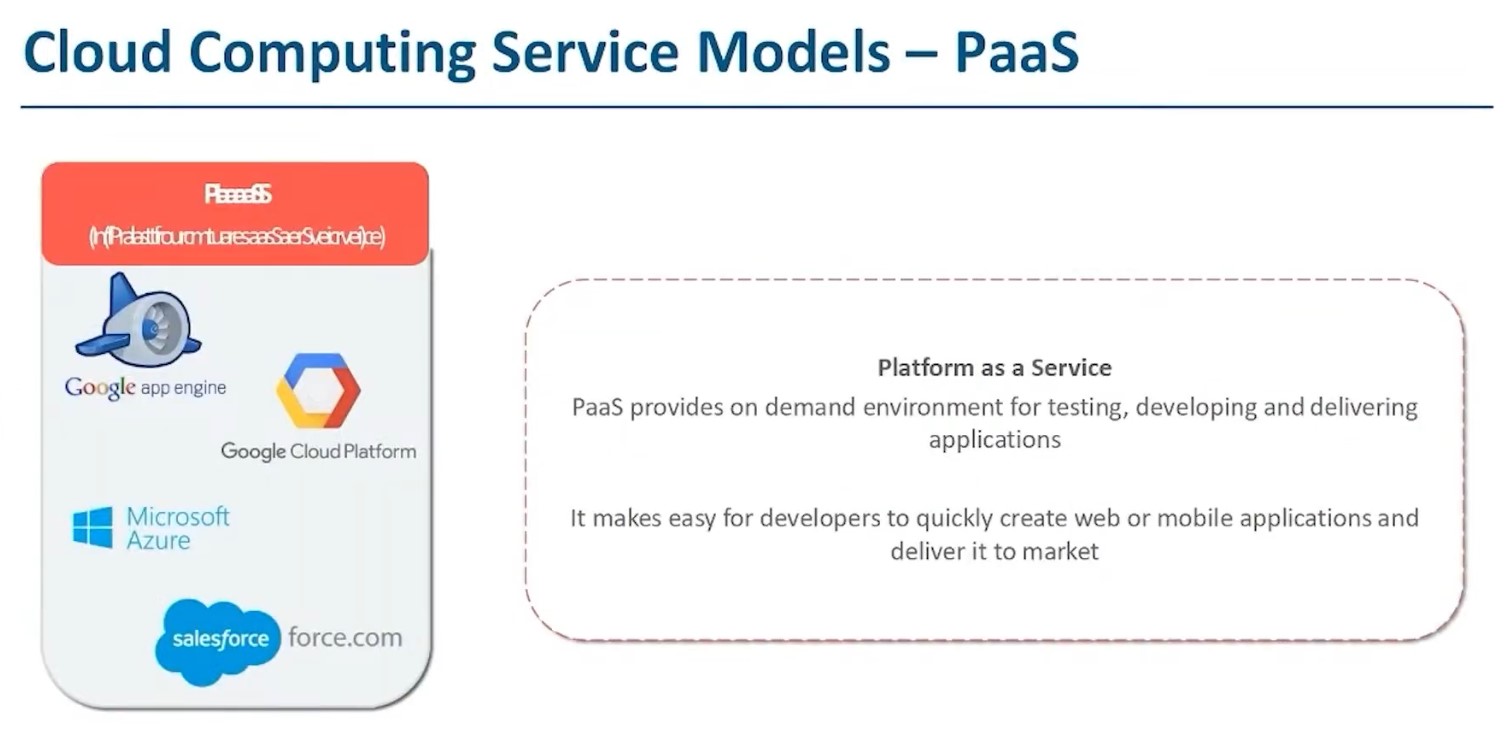 Cloud Computing Service Models – PaaS
Google app engine
Google Cloud Platform
Microsoft
Azure
salesforce force.com
Platform as a Service
PaaS provides on demand environment for testing, developing and delivering
applications
It makes easy for developers to quickly create web or mobile applications and
deliver it to market